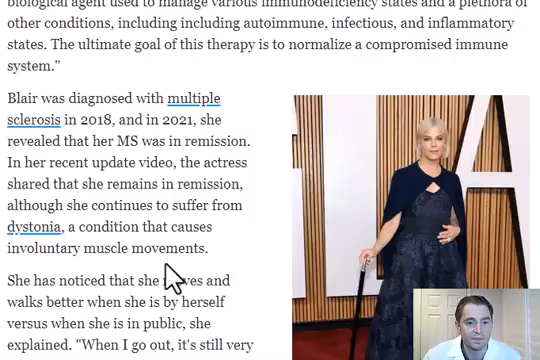 biological agent used to manage various immunodeficiency states and a plethora of
other conditions, including including autoimmune, infectious, and inflammatory
states. The ultimate goal of this therapy is to normalize a compromised immune
system."
Blair was diagnosed with multiple
sclerosis in 2018, and in 2021, she
revealed that her MS was in remission.
In her recent update video, the actress
shared that she remains in remission,
although she continues to suffer from
dystonia, a condition that causes
involuntary muscle movements.
She has noticed that she and
walks better when she is by herself
versus when she is in public, she
explained. "When I go out, it's still very